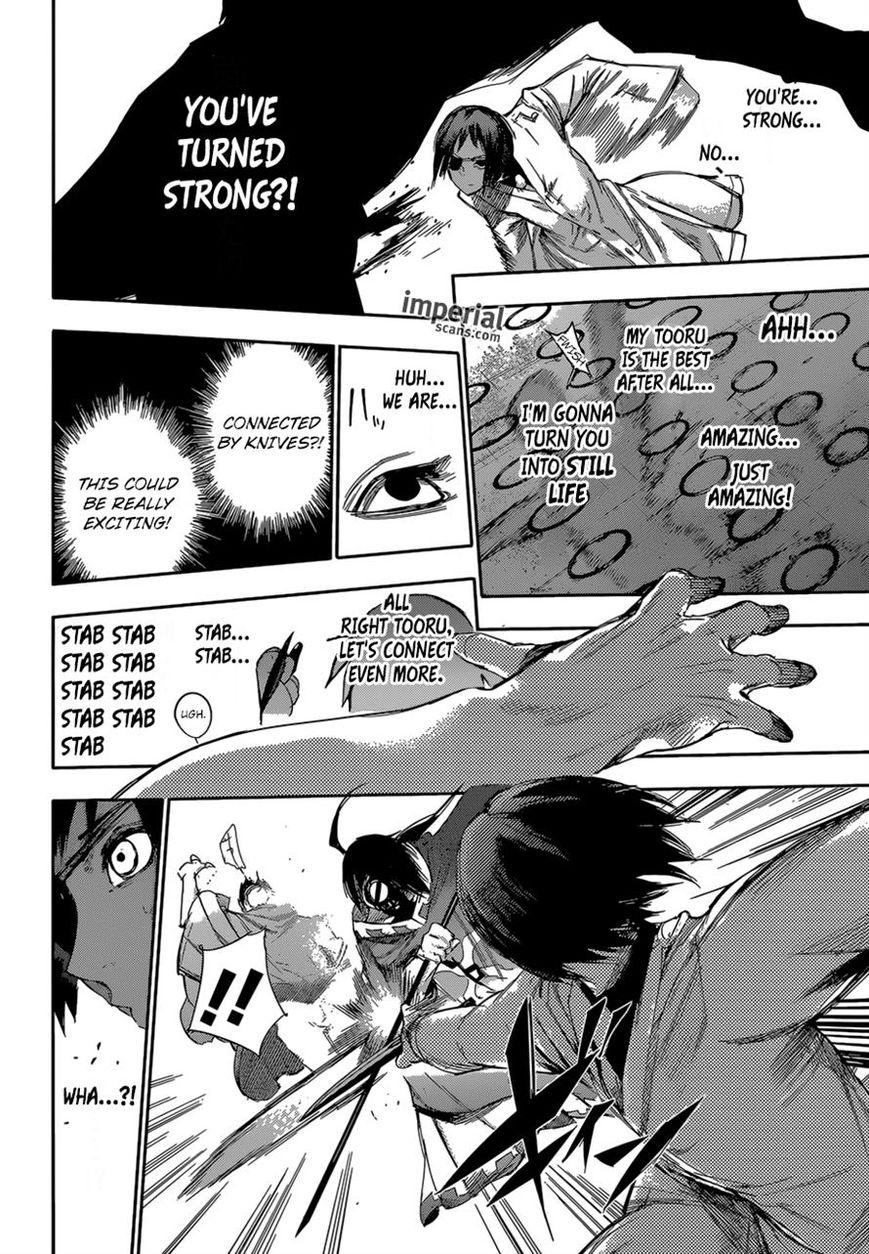 YOU'RE...
STRONG...
NO...
YOU'VE
TURNED
STRONG?!
imperial
scans.com
AHH...
MY TOORU
IS THE BEST
AFTER ALL...
FWISH
AMAZING...
JUST
AMAZING!
I'M GONNA
TURN YOU
INTO STILL
LIFE
HUH...
WE ARE...
CONNECTED
BY KNIVES?!
THIS COULD
BE REALLY
EXCITING!
ALL
RIGHT TOORU,
LET'S CONNECT
EVEN MORE.
STAB...
STAB...
UGH.
STAB STAB
STAB STAB
STAB STAB
STAB STAB
STAB
!!
WHA...?!